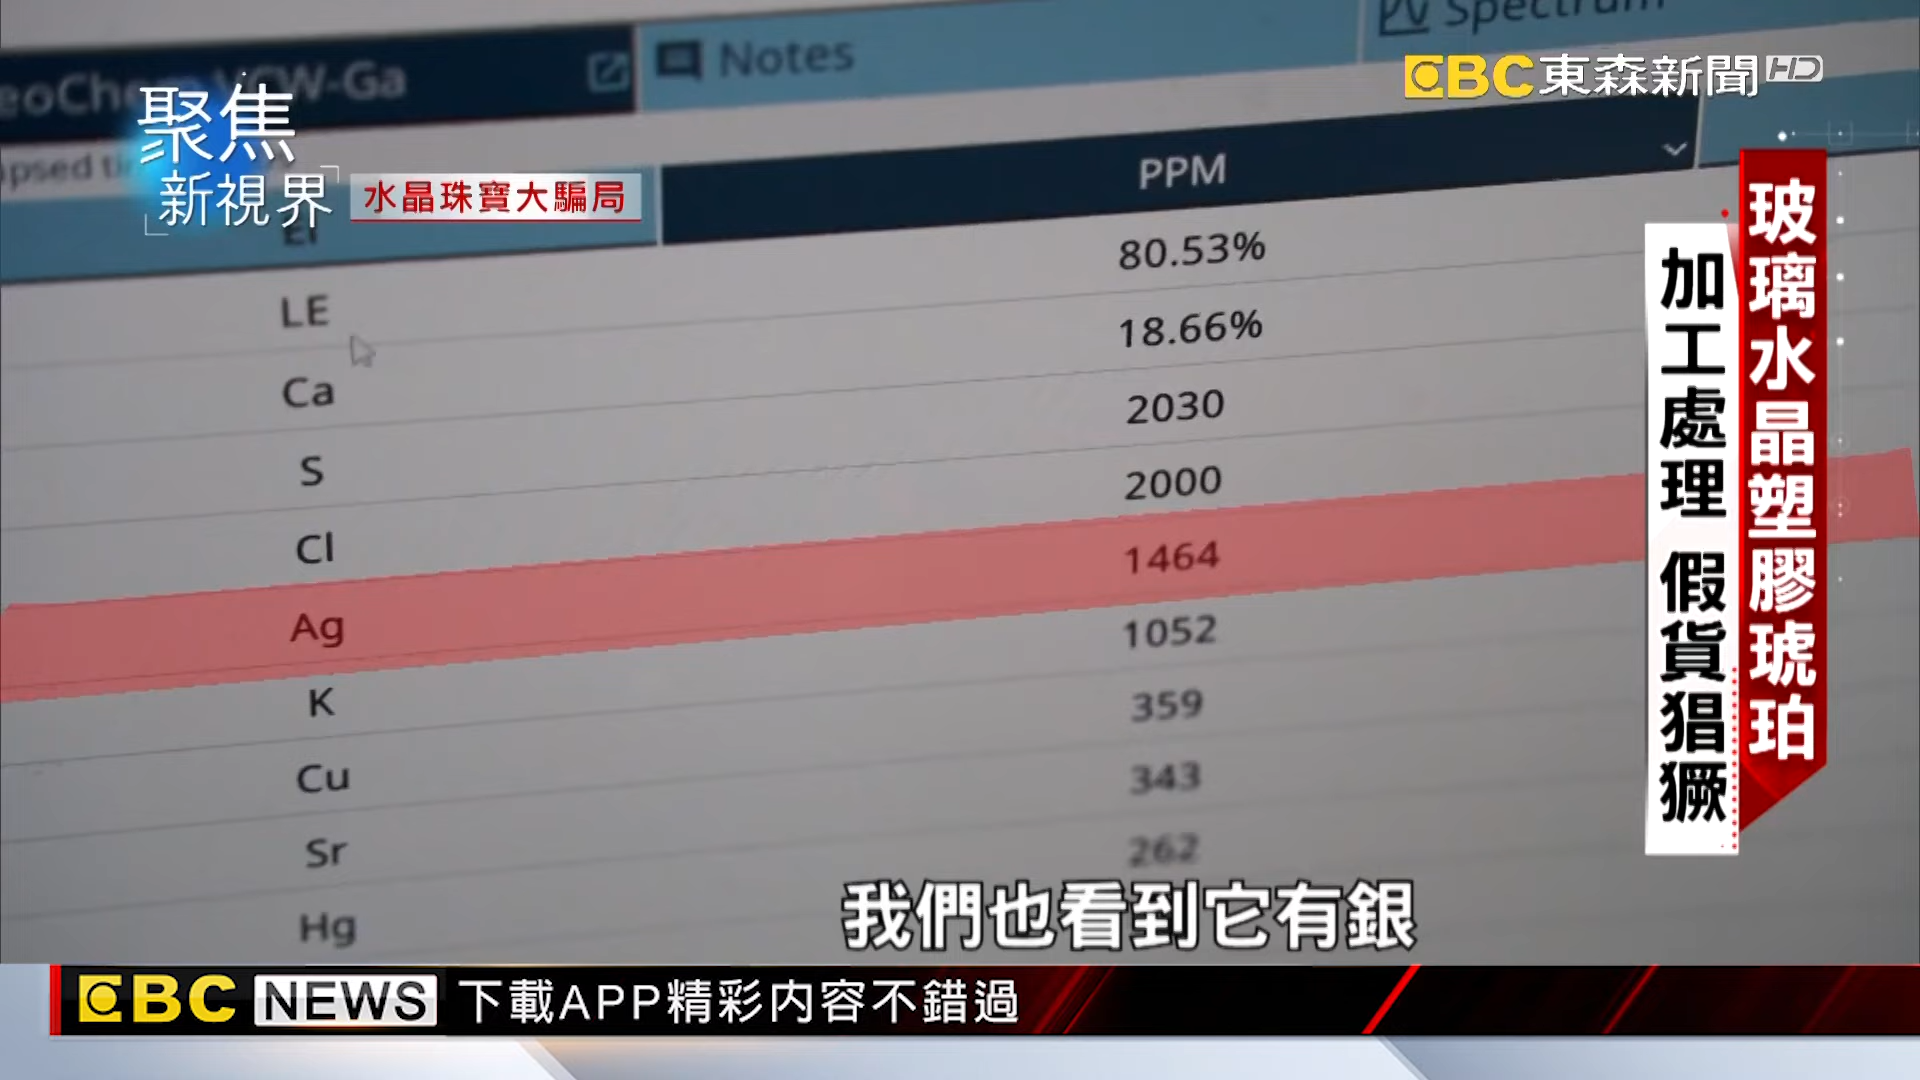 Notes
Spectrum
EBC東森新聞HD
聚焦
新視界
水晶珠寶大騙局
PPM
LE 80.53%
Ca 18.66%
S 2030
Cl 2000
Ag 1464
K 1052
Cu 359
Sr 343
Hg 262
玻璃水晶塑膠琥珀
加工處理 假貨猖獗
我們也看到它有銀
EBC NEWS 下載APP精彩內容不錯過